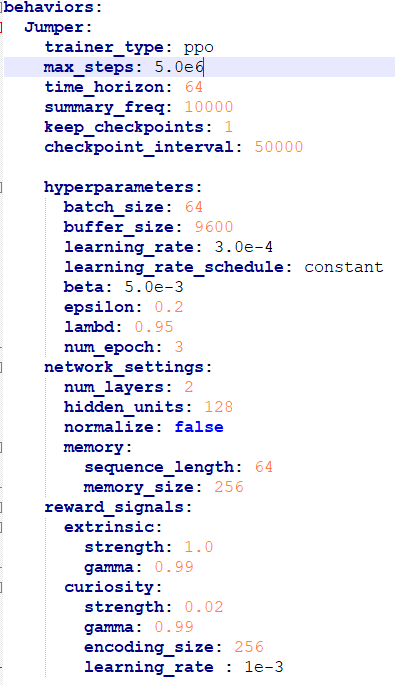 behaviors:
Jumper:
trainer_type: ppo
max_steps: 5.0e6
time_horizon: 64
summary_freq: 10000
keep_checkpoints: 1
checkpoint_interval: 50000
hyperparameters:
batch_size: 64
buffer_size: 9600
learning_rate: 3.0e-4
learning_rate_schedule: constant
beta: 5.0e-3
epsilon: 0.2
lambd: 0.95
num_epoch: 3
network_settings:
num_layers: 2
hidden_units: 128
normalize: false
memory:
sequence_length: 64
memory_size: 256
reward_signals:
extrinsic:
strength: 1.0
gamma: 0.99
curiosity:
strength: 0.02
gamma: 0.99
encoding_size: 256
learning_rate : 1e-3